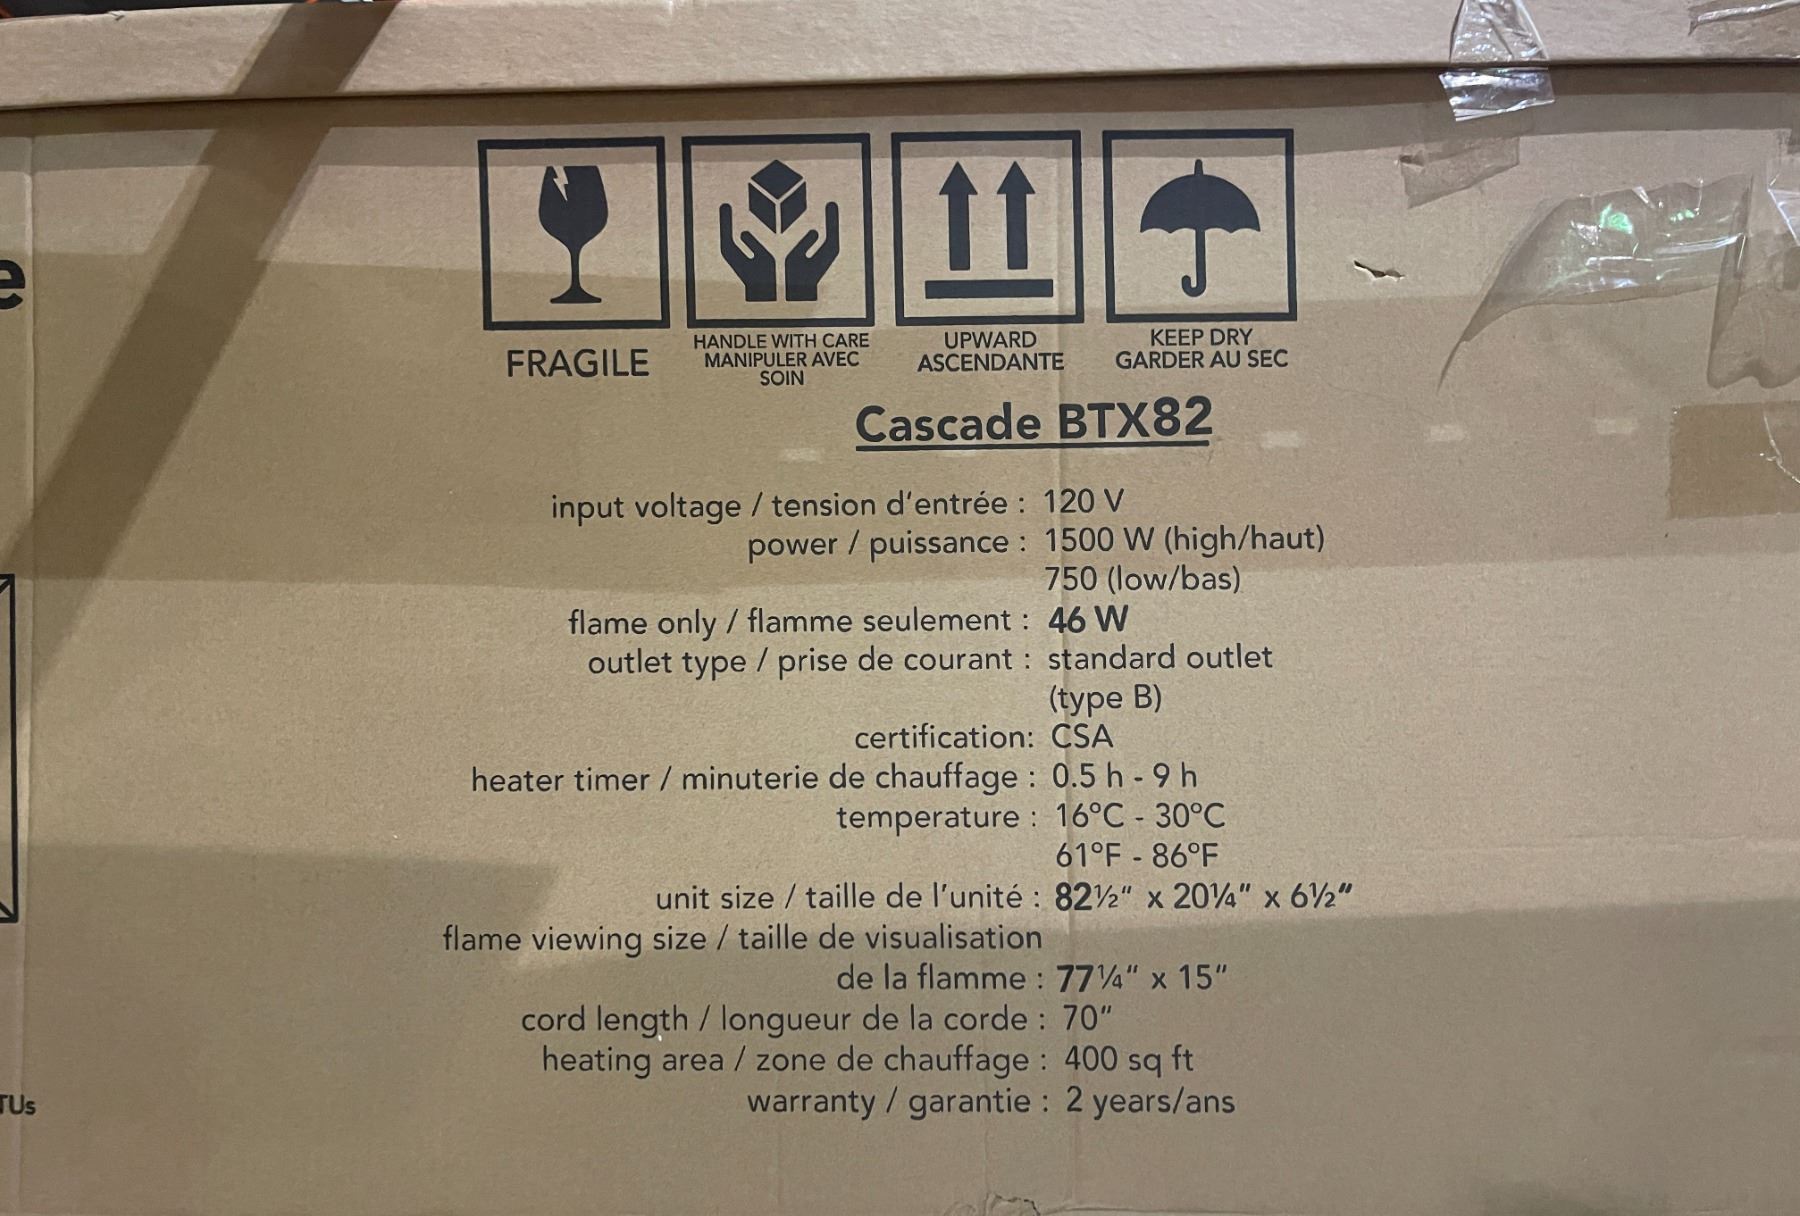 e
FRAGILE
HANDLE WITH CARE
MANIPULER AVEC
SOIN
UPWARD
ASCENDANTE
KEEP DRY
GARDER AU SEC
Cascade BTX82
input voltage / tension d'entrée : 120 V
power / puissance : 1500 W (high/haut)
750 (low/bas)
flame only / flamme seulement : 46 W
outlet type / prise de courant : standard outlet
(type B)
certification: CSA
heater timer / minuterie de chauffage : 0.5 h - 9 h
temperature : 16°C - 30°C
61°F - 86°F
unit size / taille de l'unité : 82½" x 20¼" x 6½"
flame viewing size / taille de visualisation
de la flamme : 77¼" x 15"
cord length / longueur de la corde : 70"
heating area / zone de chauffage : 400 sq ft
TUs
warranty / garantie : 2 years/ans